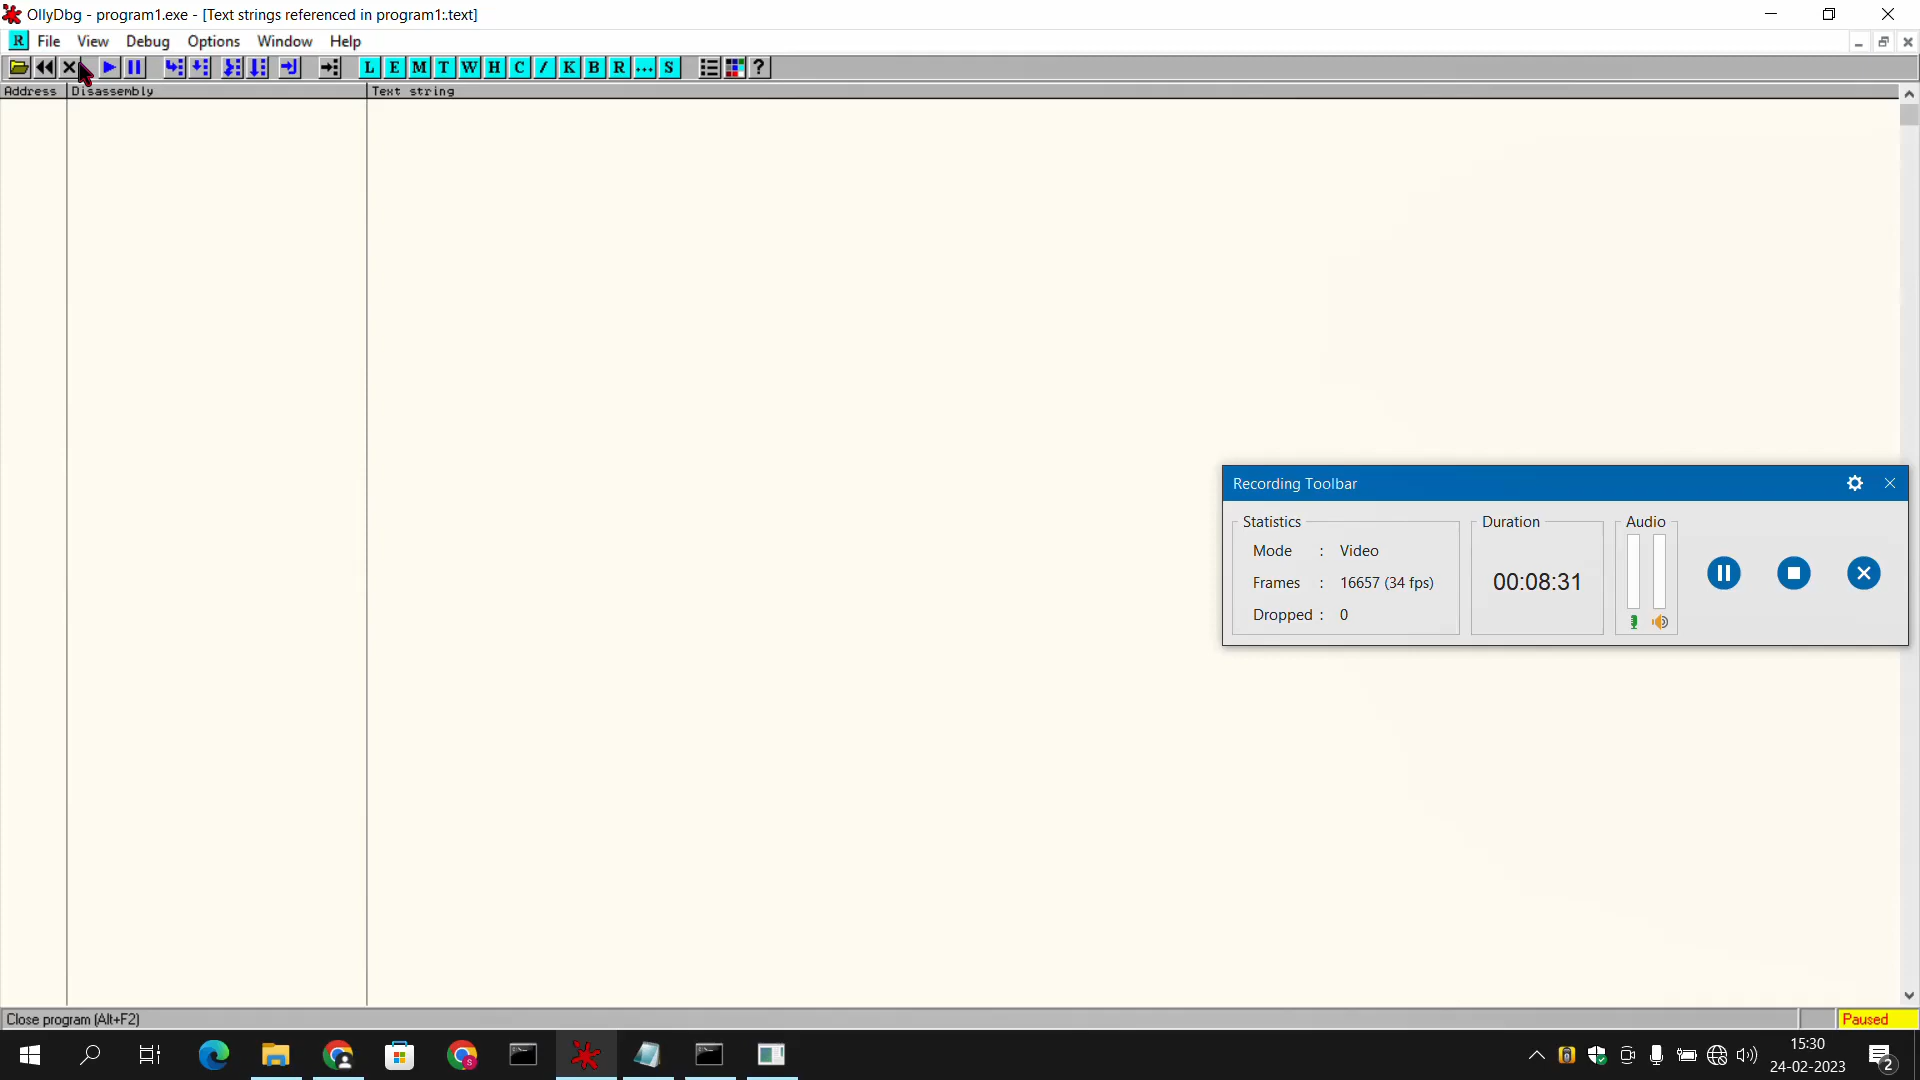 OllyDbg - program1.exe - [Text strings referenced in program1:.text]
R File View Debug Options Window Help
L E M T W H C / K B R ... S ?
Address Disassembly Text string
Recording Toolbar
Statistics Duration Audio
Mode : Video
Frames : 16657 (34 fps)
Dropped : 0
00:08:31
Close program (Alt+F2) Paused
15:30
24-02-2023
2